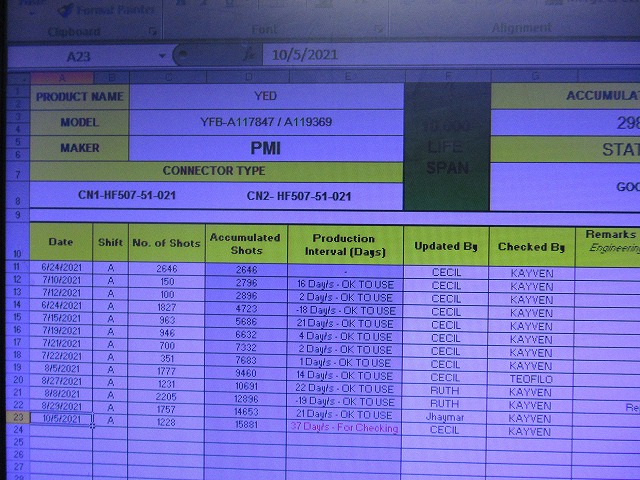 Format Painter
Clipboard Font Alignment
A23 fx 10/5/2021
A B C D E F G
1 PRODUCT NAME YED ACCUMULAT
2
3 MODEL YFB-A117847 / A119369 298
4
5 MAKER PMI LIFE STAT
6 SPAN
7 CONNECTOR TYPE
8 CN1-HF507-51-021 CN2- HF507-51-021 GOO
9
10 Date Shift No. of Shots Accumulated Shots Production Interval (Days) Updated By Checked By Remarks Engineering
11 6/24/2021 A 2646 2646 - CECIL KAYVEN
12 7/10/2021 A 150 2796 16 Day/s - OK TO USE CECIL KAYVEN
13 7/12/2021 A 100 2896 2 Day/s - OK TO USE CECIL KAYVEN
14 6/24/2021 A 1827 4723 -18 Day/s - OK TO USE CECIL KAYVEN
15 7/15/2021 A 963 5686 21 Day/s - OK TO USE CECIL KAYVEN
16 7/19/2021 A 946 6632 4 Day/s - OK TO USE CECIL KAYVEN
17 7/21/2021 A 700 7332 2 Day/s - OK TO USE CECIL KAYVEN
18 7/22/2021 A 351 7683 1 Day/s - OK TO USE CECIL KAYVEN
19 8/5/2021 A 1777 9460 14 Day/s - OK TO USE CECIL KAYVEN
20 8/27/2021 A 1231 10691 22 Day/s - OK TO USE CECIL TEOFILO
21 8/8/2021 A 2205 12896 -19 Day/s - OK TO USE RUTH KAYVEN
22 8/29/2021 A 1757 14653 21 Day/s - OK TO USE RUTH KAYVEN Re
23 10/5/2021 A 1228 15881 37 Day/s - For Checking Jhaymar KAYVEN
24 CECIL KAYVEN
25
26
27